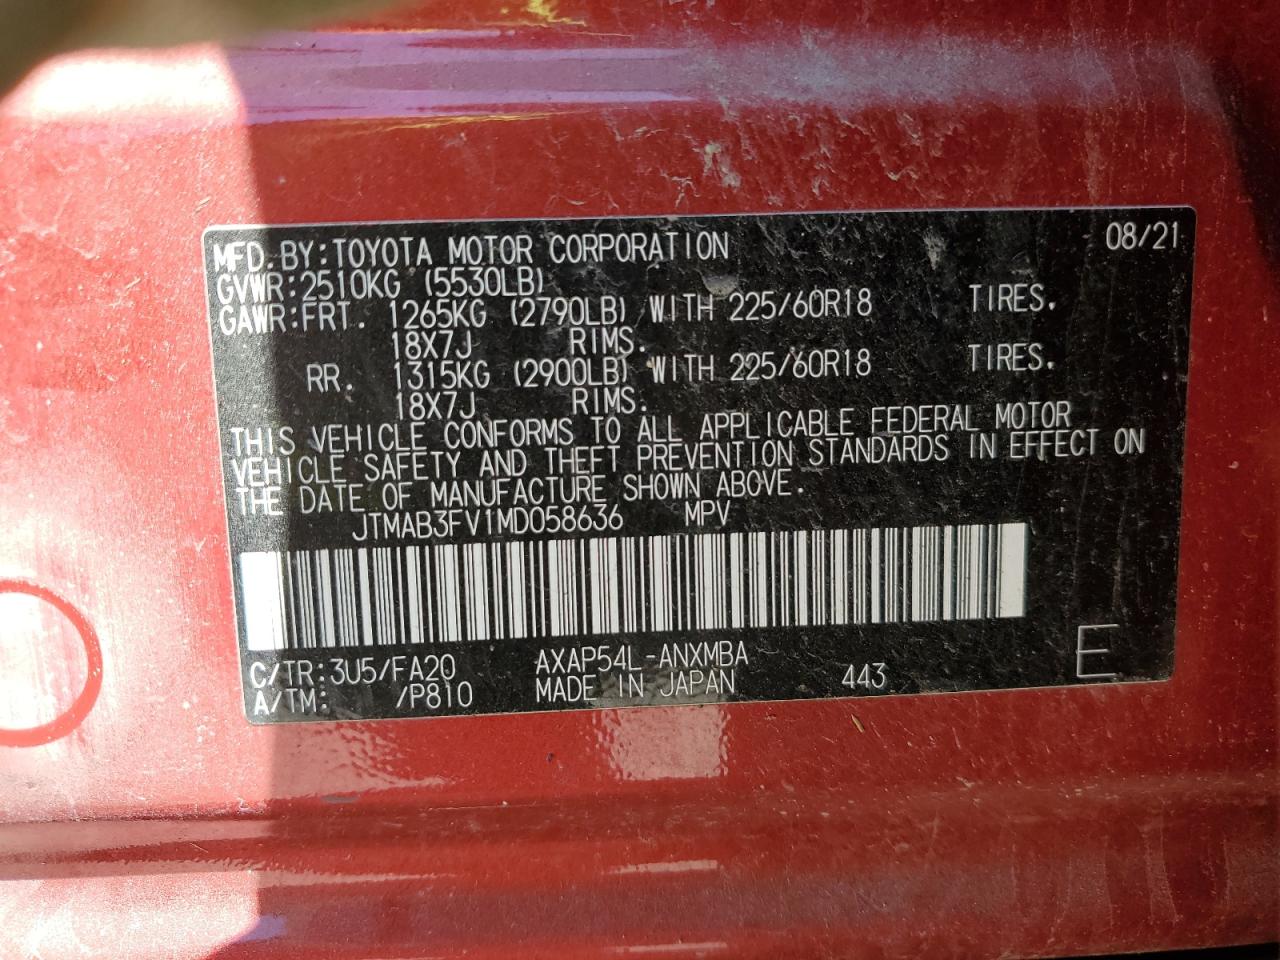 MFD. BY: TOYOTA MOTOR CORPORATION 08/21
GVWR: 2510KG (5530LB)
GAWR: FRT. 1265KG (2790LB) WITH 225/60R18 TIRES.
18X7J RIMS.
RR. 1315KG (2900LB) WITH 225/60R18 TIRES.
18X7J RIMS.
THIS VEHICLE CONFORMS TO ALL APPLICABLE FEDERAL MOTOR
VEHICLE SAFETY AND THEFT PREVENTION STANDARDS IN EFFECT ON
THE DATE OF MANUFACTURE SHOWN ABOVE.
JTMAB3FV1MD058636 MPV
C/TR: 3U5/FA20 AXAP54L-ANXMBA
A/TM: /P810 MADE IN JAPAN 443 E